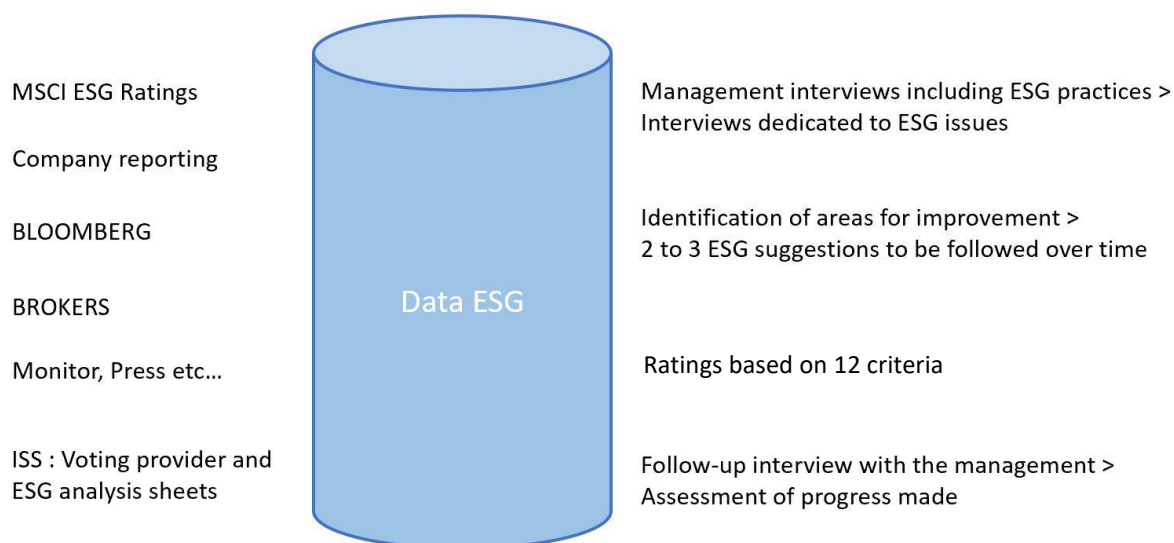 MSCI ESG Ratings
Company reporting
BLOOMBERG
BROKERS
Monitor, Press etc…
ISS : Voting provider and
ESG analysis sheets
Data ESG
Management interviews including ESG practices >
Interviews dedicated to ESG issues
Identification of areas for improvement >
2 to 3 ESG suggestions to be followed over time
Ratings based on 12 criteria
Follow-up interview with the management >
Assessment of progress made